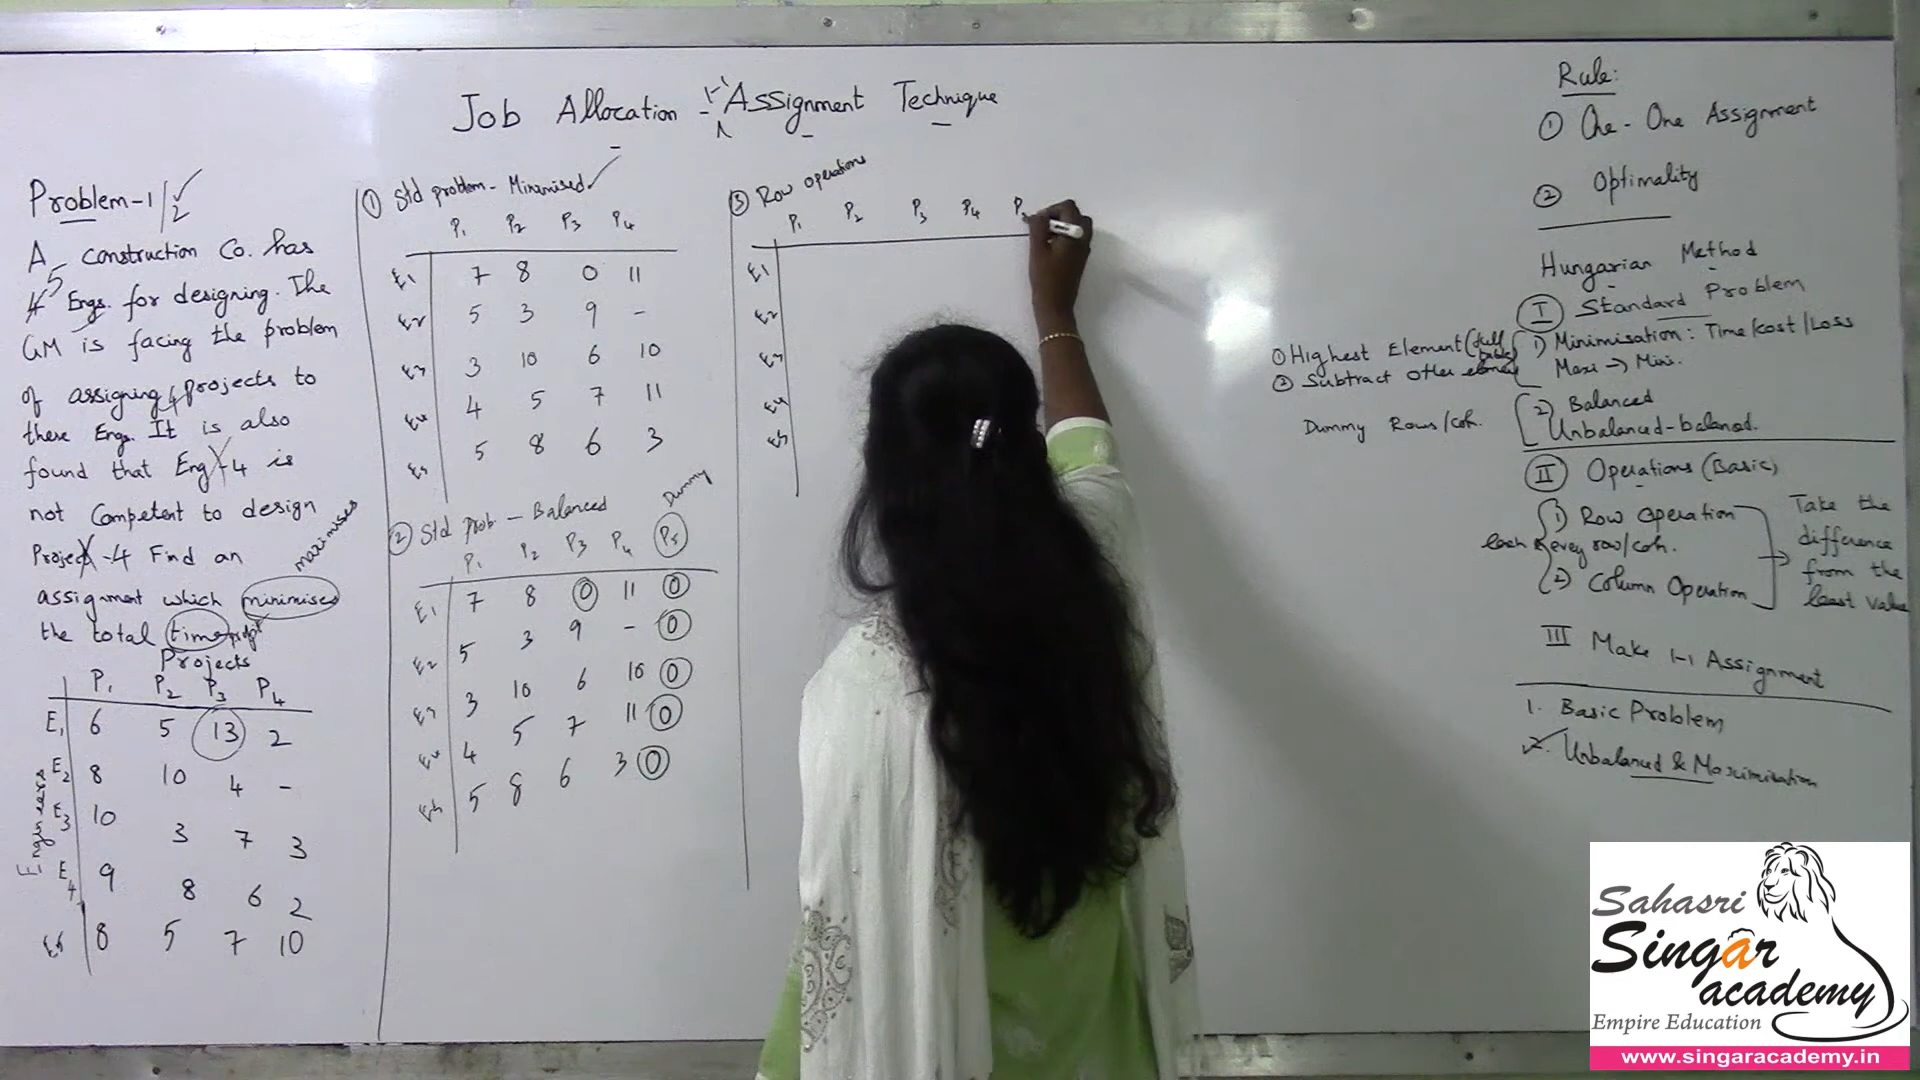 Job Allocation - Assignment Technique
Problem-1/2
A construction Co. has
5 Engs. for designing. The
GM is facing the problem
of assigning 4 projects to
these Engs. It is also
found that Eng-4 is
not Competent to design
Project-4 Find an
maximises
assignment which minimises
the total time profit
Projects
P1 P2 P3 P4
Engineers
E1 6 5 13 2
E2 8 10 4 -
E3 10 3 7 3
E4 9 8 6 2
E5 8 5 7 10
① Std problem - Minimised ✓
P1 P2 P3 P4
E1 7 8 0 11
E2 5 3 9 -
E3 3 10 6 10
E4 4 5 7 11
E5 5 8 6 3
② Std prob - Balanced
Dummy
P1 P2 P3 P4 P5
E1 7 8 0 11 0
E2 5 3 9 - 0
E3 3 10 6 10 0
E4 4 5 7 11 0
E5 5 8 6 3 0
③ Row operations
P1 P2 P3 P4 P5
E1
E2
E3
E4
E5
Rule:
① One-One Assignment
② Optimality
Hungarian Method
I Standard Problem
1) Minimisation: Time/cost/Loss
Maxi → Mini.
① Highest Element (full table)
② Subtract other element
2) Balanced
Unbalanced-balanced.
Dummy Rows/coln.
II Operations (Basic)
1) Row Operation
each & every row/coln.
2) Column Operation
Take the
difference
from the
least value
III Make 1-1 Assignment
1. Basic Problem
2. Unbalanced & Maximisation
Sahasri
Singar
academy
Empire Education
www.singaracademy.in